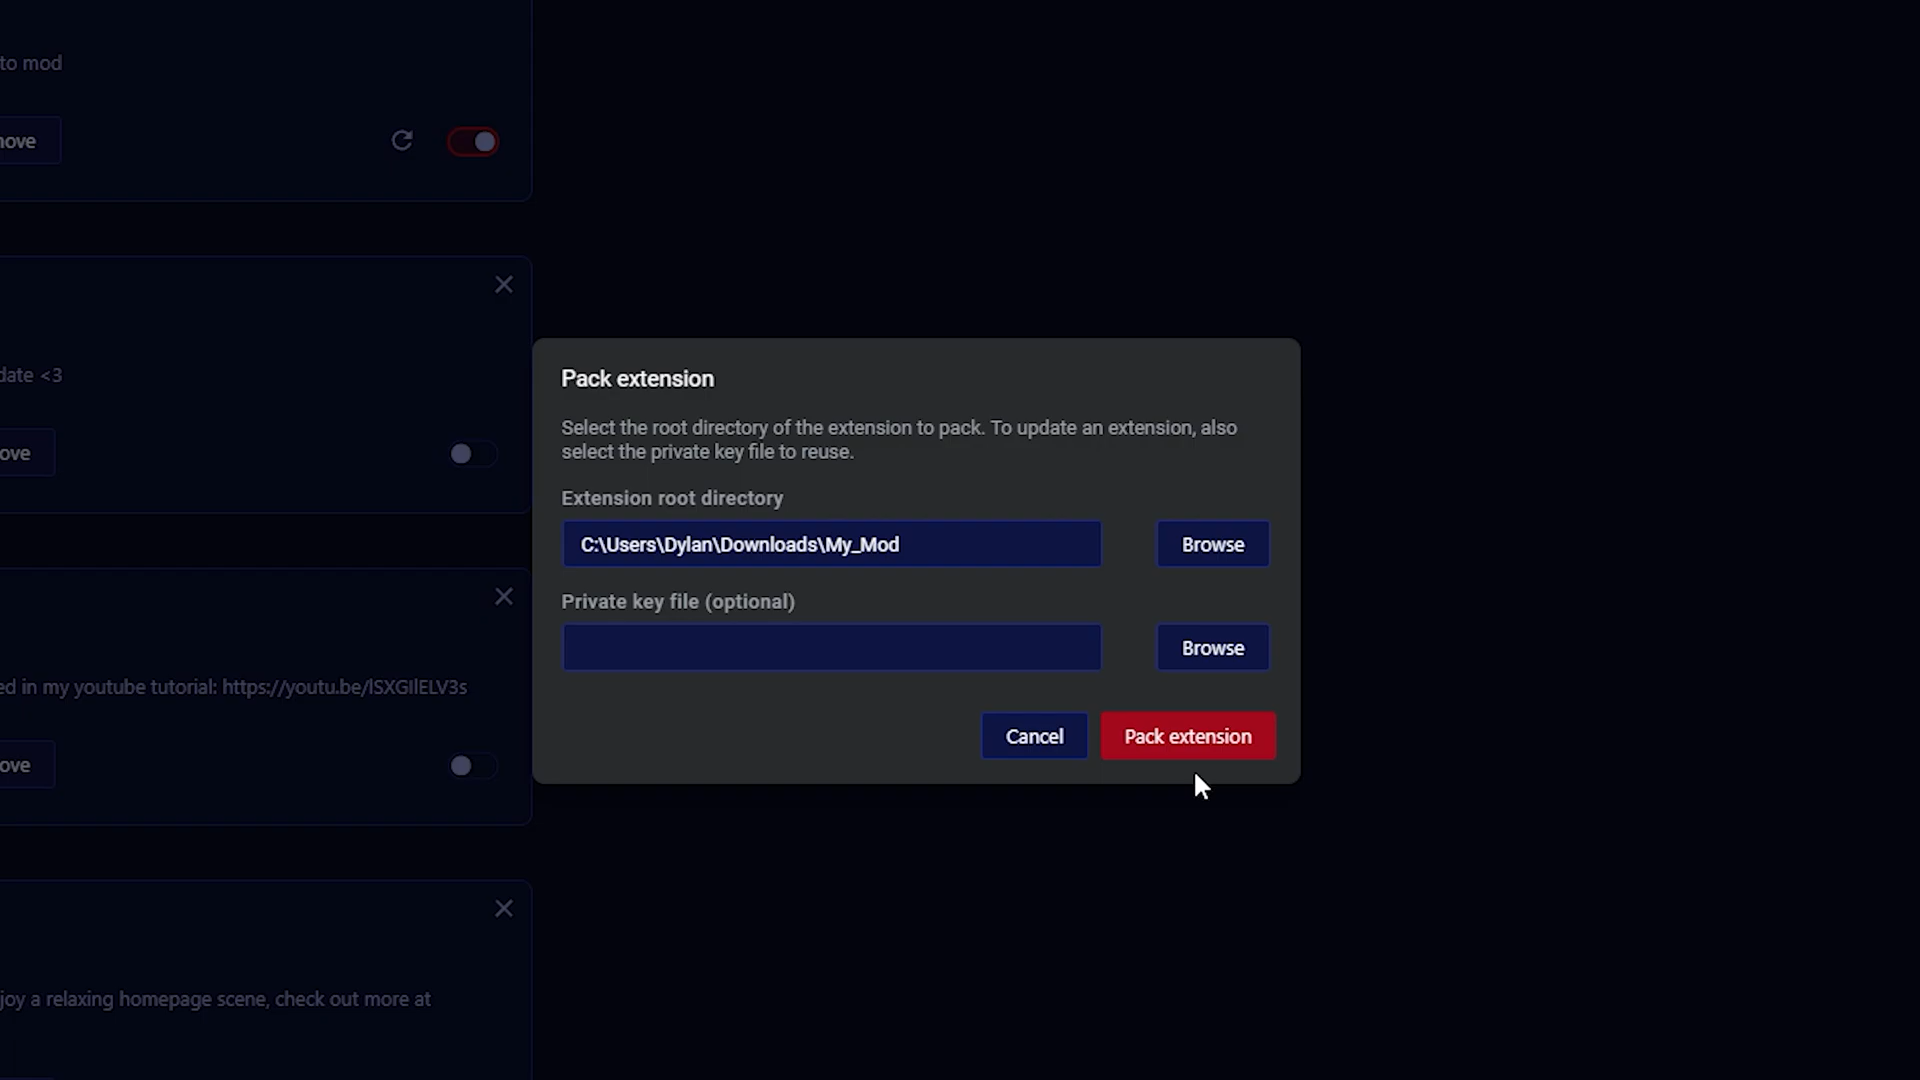 to mod
ove
date <3
ove
ed in my youtube tutorial: https://youtu.be/lSXGIlELV3s
ove
joy a relaxing homepage scene, check out more at
Pack extension
Select the root directory of the extension to pack. To update an extension, also
select the private key file to reuse.
Extension root directory
C:\Users\Dylan\Downloads\My_Mod
Browse
Private key file (optional)
Browse
Cancel
Pack extension